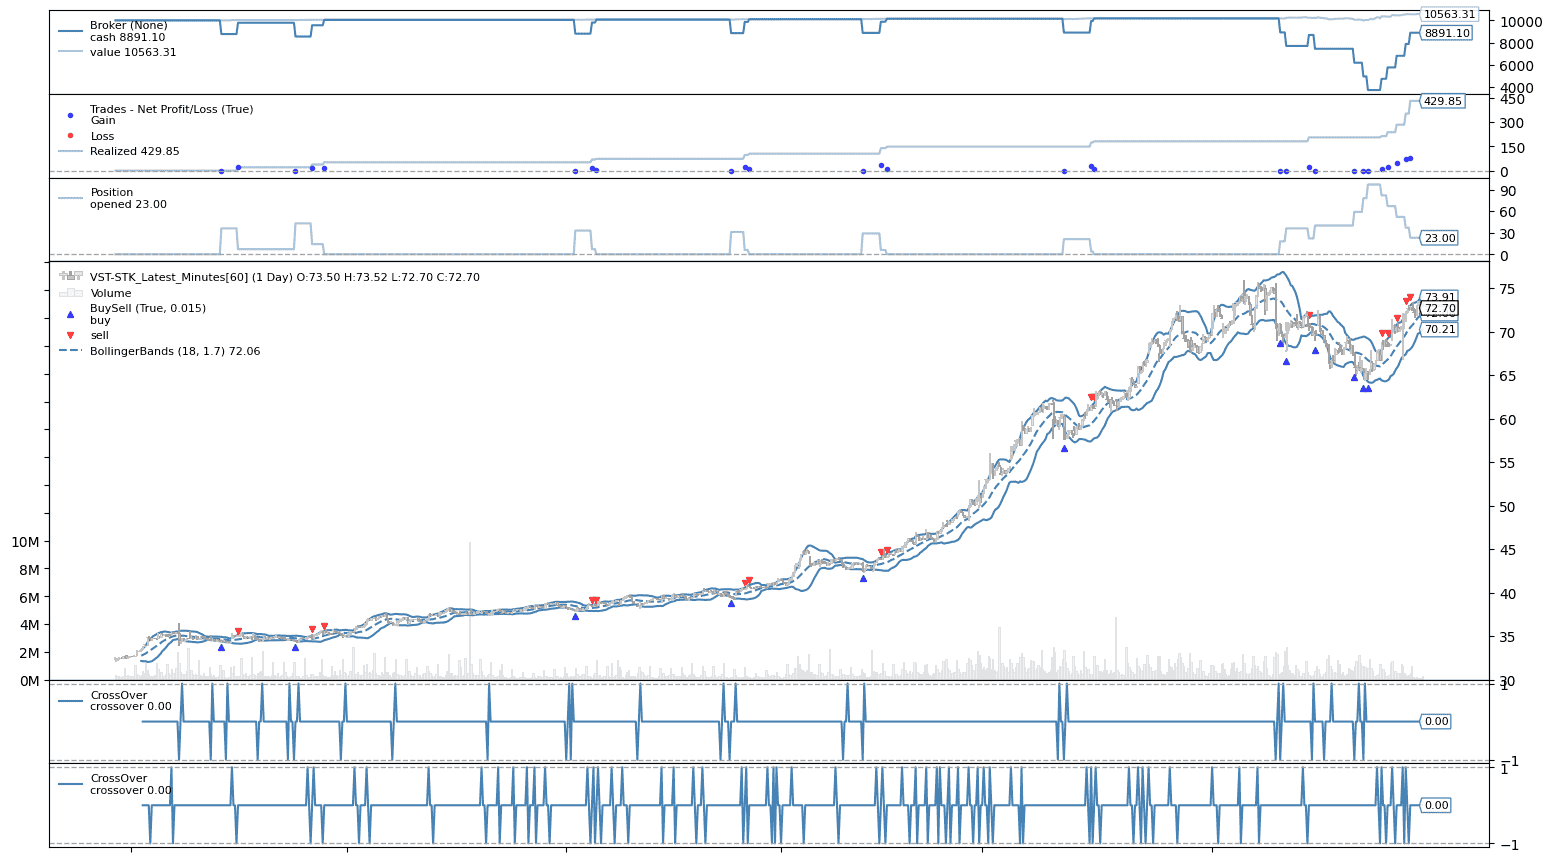 Broker (None)
cash 8891.10
value 10563.31
10563.31
10000
8891.10
8000
6000
4000
Trades - Net Profit/Loss (True)
Gain
Loss
Realized 429.85
450
429.85
300
150
0
Position
opened 23.00
90
60
30
23.00
0
VST-STK_Latest_Minutes[60] (1 Day) O:73.50 H:73.52 L:72.70 C:72.70
Volume
BuySell (True, 0.015)
buy
sell
BollingerBands (18, 1.7) 72.06
75
73.91
72.70
70.21
70
65
60
55
50
45
40
35
30
10M
8M
6M
4M
2M
0M
CrossOver
crossover 0.00
1
0.00
−1
CrossOver
crossover 0.00
1
0.00
−1